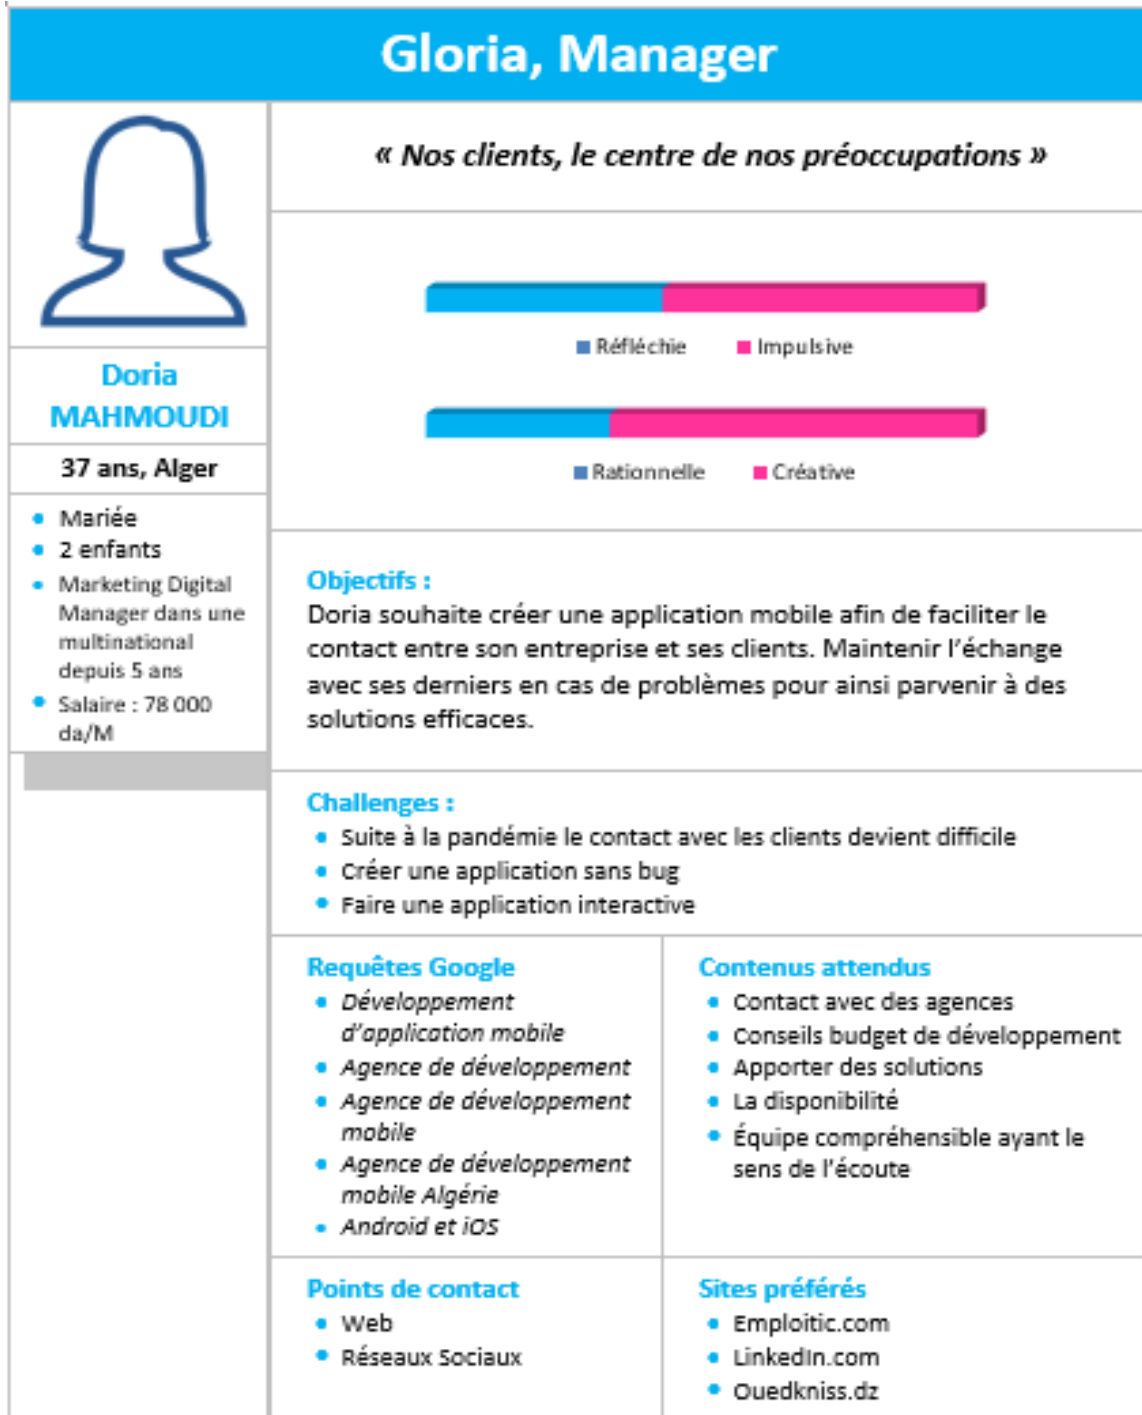 Gloria, Manager
« Nos clients, le centre de nos préoccupations »
Réfléchie
Impulsive
Rationnelle
Créative
Doria
MAHMOUDI
37 ans, Alger
Mariée
2 enfants
Marketing Digital
Manager dans une
multinational
depuis 5 ans
Salaire : 78 000
da/M
Objectifs :
Doria souhaite créer une application mobile afin de faciliter le
contact entre son entreprise et ses clients. Maintenir l’échange
avec ses derniers en cas de problèmes pour ainsi parvenir à des
solutions efficaces.
Challenges :
Suite à la pandémie le contact avec les clients devient difficile
Créer une application sans bug
Faire une application interactive
Requêtes Google
Développement
d’application mobile
Agence de développement
Agence de développement
mobile
Agence de développement
mobile Algérie
Android et iOS
Contenus attendus
Contact avec des agences
Conseils budget de développement
Apporter des solutions
La disponibilité
Équipe compréhensible ayant le
sens de l’écoute
Points de contact
Web
Réseaux Sociaux
Sites préférés
Emploitic.com
LinkedIn.com
Ouedkniss.dz